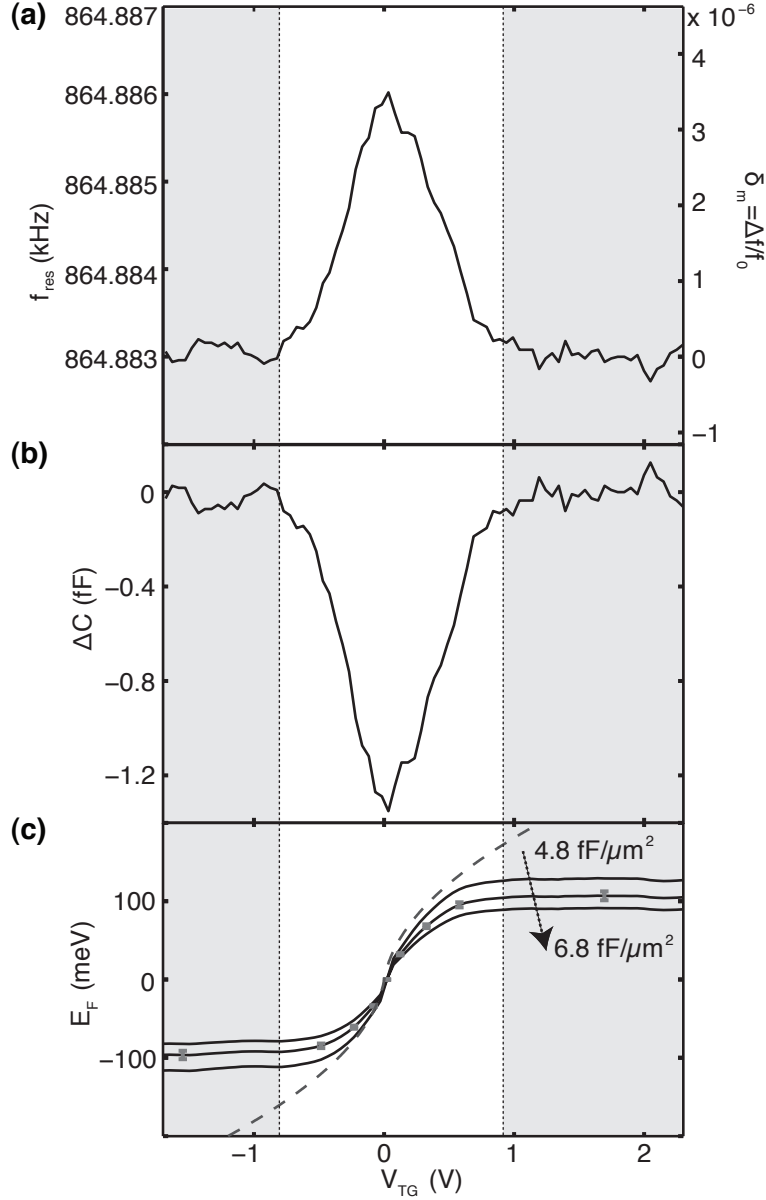 (a)
864.887
864.886
864.885
864.884
864.883
f_res (kHz)
x 10⁻⁶
4
3
2
1
0
−1
δ_m=Δf/f_0
(b)
0
−0.4
−0.8
−1.2
ΔC (fF)
(c)
100
0
−100
E_F (meV)
4.8 fF/μm²
6.8 fF/μm²
−1 0 1 2
V_TG (V)